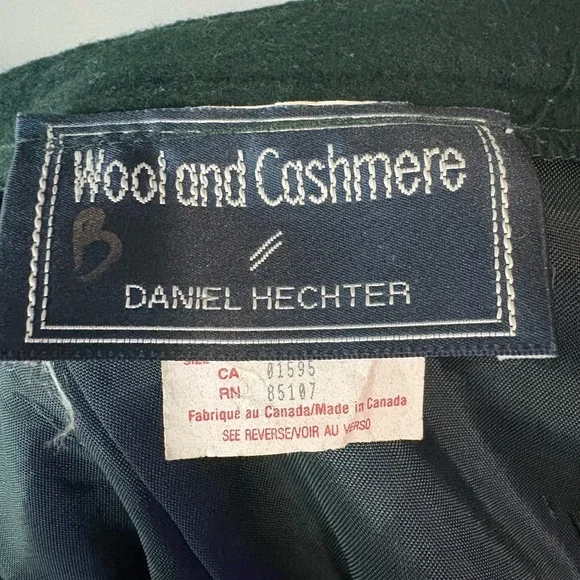 Wool and Cashmere
B
DANIEL HECHTER
SIZE
CA 01595
RN 85107
Fabriqué au Canada/Made in Canada
SEE REVERSE/VOIR AU VERSO